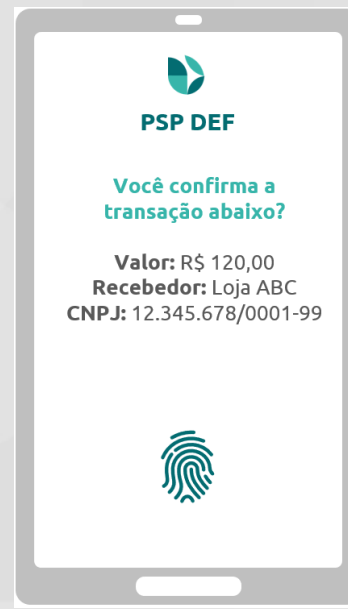 PSP DEF
Você confirma a
transação abaixo?
Valor: R$ 120,00
Recebedor: Loja ABC
CNPJ: 12.345.678/0001-99